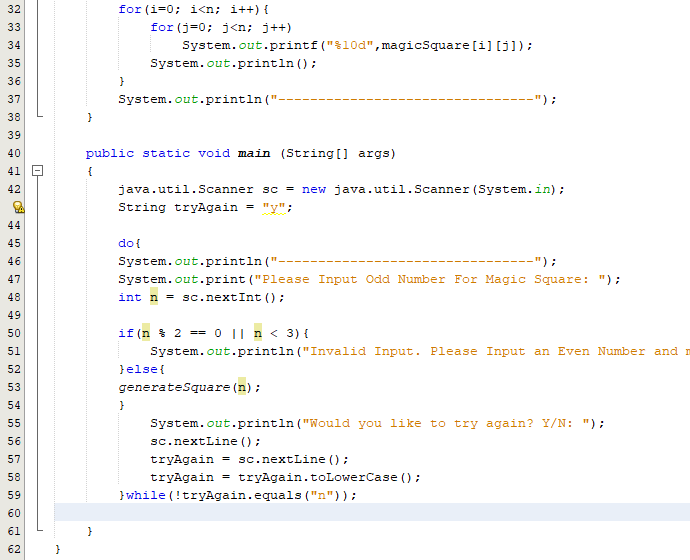 32 for(i=0; i<n; i++){
33 for(j=0; j<n; j++)
34 System.out.printf("%10d",magicSquare[i][j]);
35 System.out.println();
36 }
37 System.out.println("--------------------------------");
38 }
39
40 public static void main (String[] args)
41 {
42 java.util.Scanner sc = new java.util.Scanner(System.in);
String tryAgain = "y";
44
45 do{
46 System.out.println("--------------------------------");
47 System.out.print("Please Input Odd Number For Magic Square: ");
48 int n = sc.nextInt();
49
50 if(n % 2 == 0 || n < 3){
51 System.out.println("Invalid Input. Please Input an Even Number and
52 }else{
53 generateSquare(n);
54 }
55 System.out.println("Would you like to try again? Y/N: ");
56 sc.nextLine();
57 tryAgain = sc.nextLine();
58 tryAgain = tryAgain.toLowerCase();
59 }while(!tryAgain.equals("n"));
60
61 }
62 }